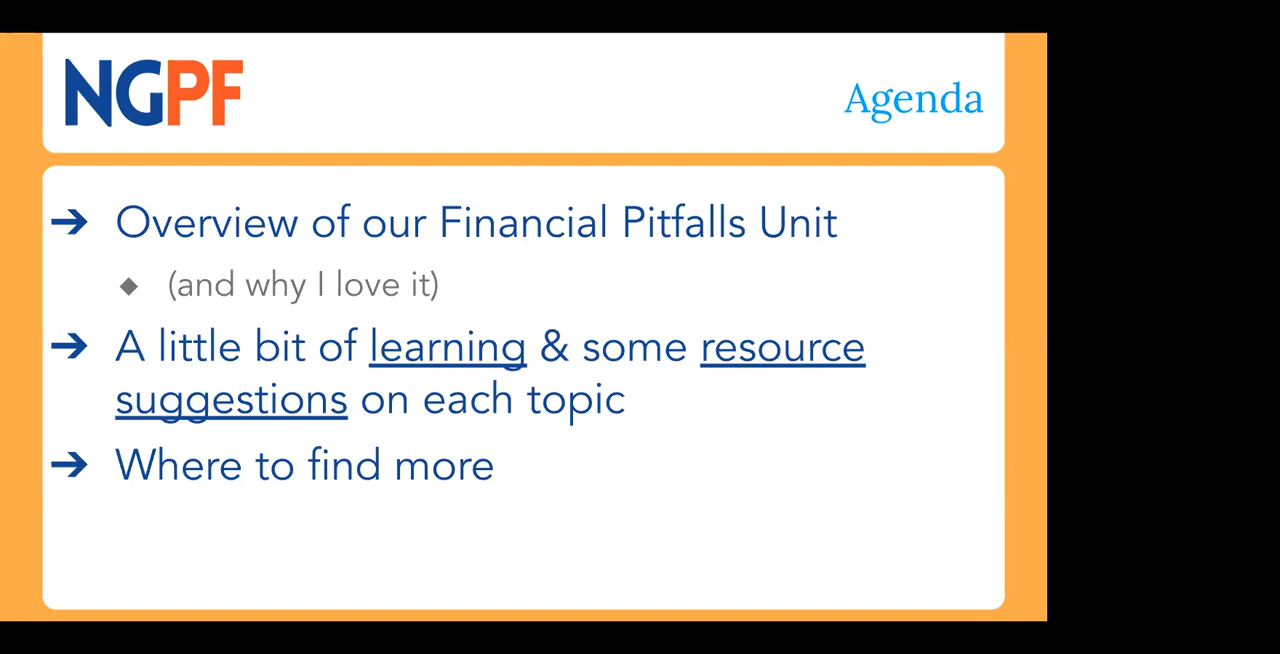 NGPF
Agenda
➔ Overview of our Financial Pitfalls Unit
◆ (and why I love it)
➔ A little bit of learning & some resource
suggestions on each topic
➔ Where to find more